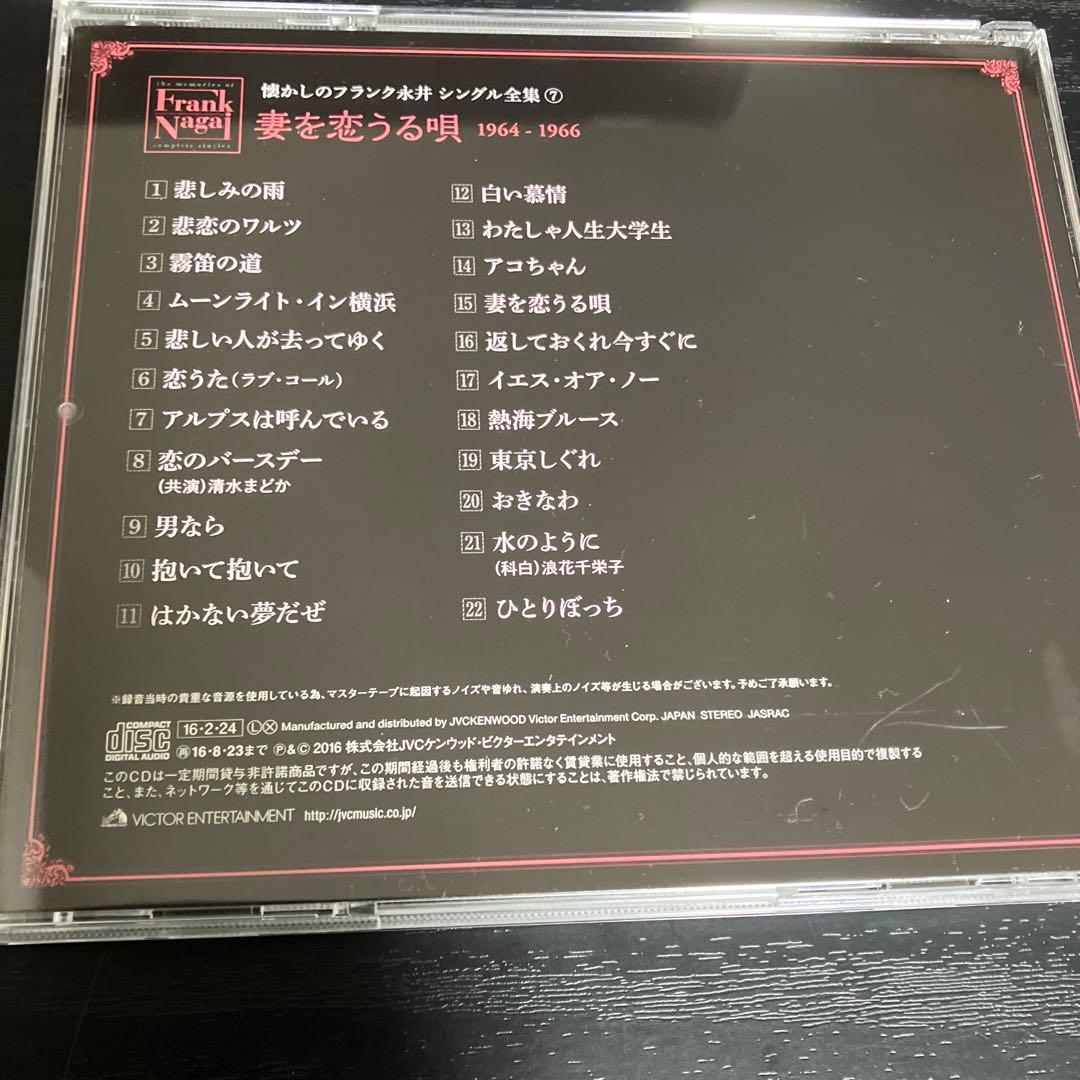 the memories of
Frank
Nagai
complete singles
懐かしのフランク永井 シングル全集⑦
妻を恋うる唄 1964 - 1966
1 悲しみの雨
2 悲恋のワルツ
3 霧笛の道
4 ムーンライト・イン横浜
5 悲しい人が去ってゆく
6 恋うた(ラブ・コール)
7 アルプスは呼んでいる
8 恋のバースデー
(共演)清水まどか
9 男なら
10 抱いて抱いて
11 はかない夢だぜ
12 白い慕情
13 わたしゃ人生大学生
14 アコちゃん
15 妻を恋うる唄
16 返しておくれ今すぐに
17 イエス・オア・ノー
18 熱海ブルース
19 東京しぐれ
20 おきなわ
21 水のように
(科白)浪花千栄子
22 ひとりぼっち
※録音当時の貴重な音源を使用している為、マスターテープに起因するノイズや音ゆれ、演奏上のノイズ等が生じる場合がございます。予めご了承願います。
COMPACT
disc
DIGITAL AUDIO
16・2・24 Ⓛⓧ Manufactured and distributed by JVCKENWOOD Victor Entertainment Corp. JAPAN STEREO JASRAC
㊢16・8・23まで Ⓟ&© 2016 株式会社JVCケンウッド・ビクターエンタテインメント
このCDは一定期間貸与非許諾商品ですが、この期間経過後も権利者の許諾なく賃貸業に使用すること、個人的な範囲を超える使用目的で複製する
こと、また、ネットワーク等を通じてこのCDに収録された音を送信できる状態にすることは、著作権法で禁じられています。
VICTOR ENTERTAINMENT http://jvcmusic.co.jp/